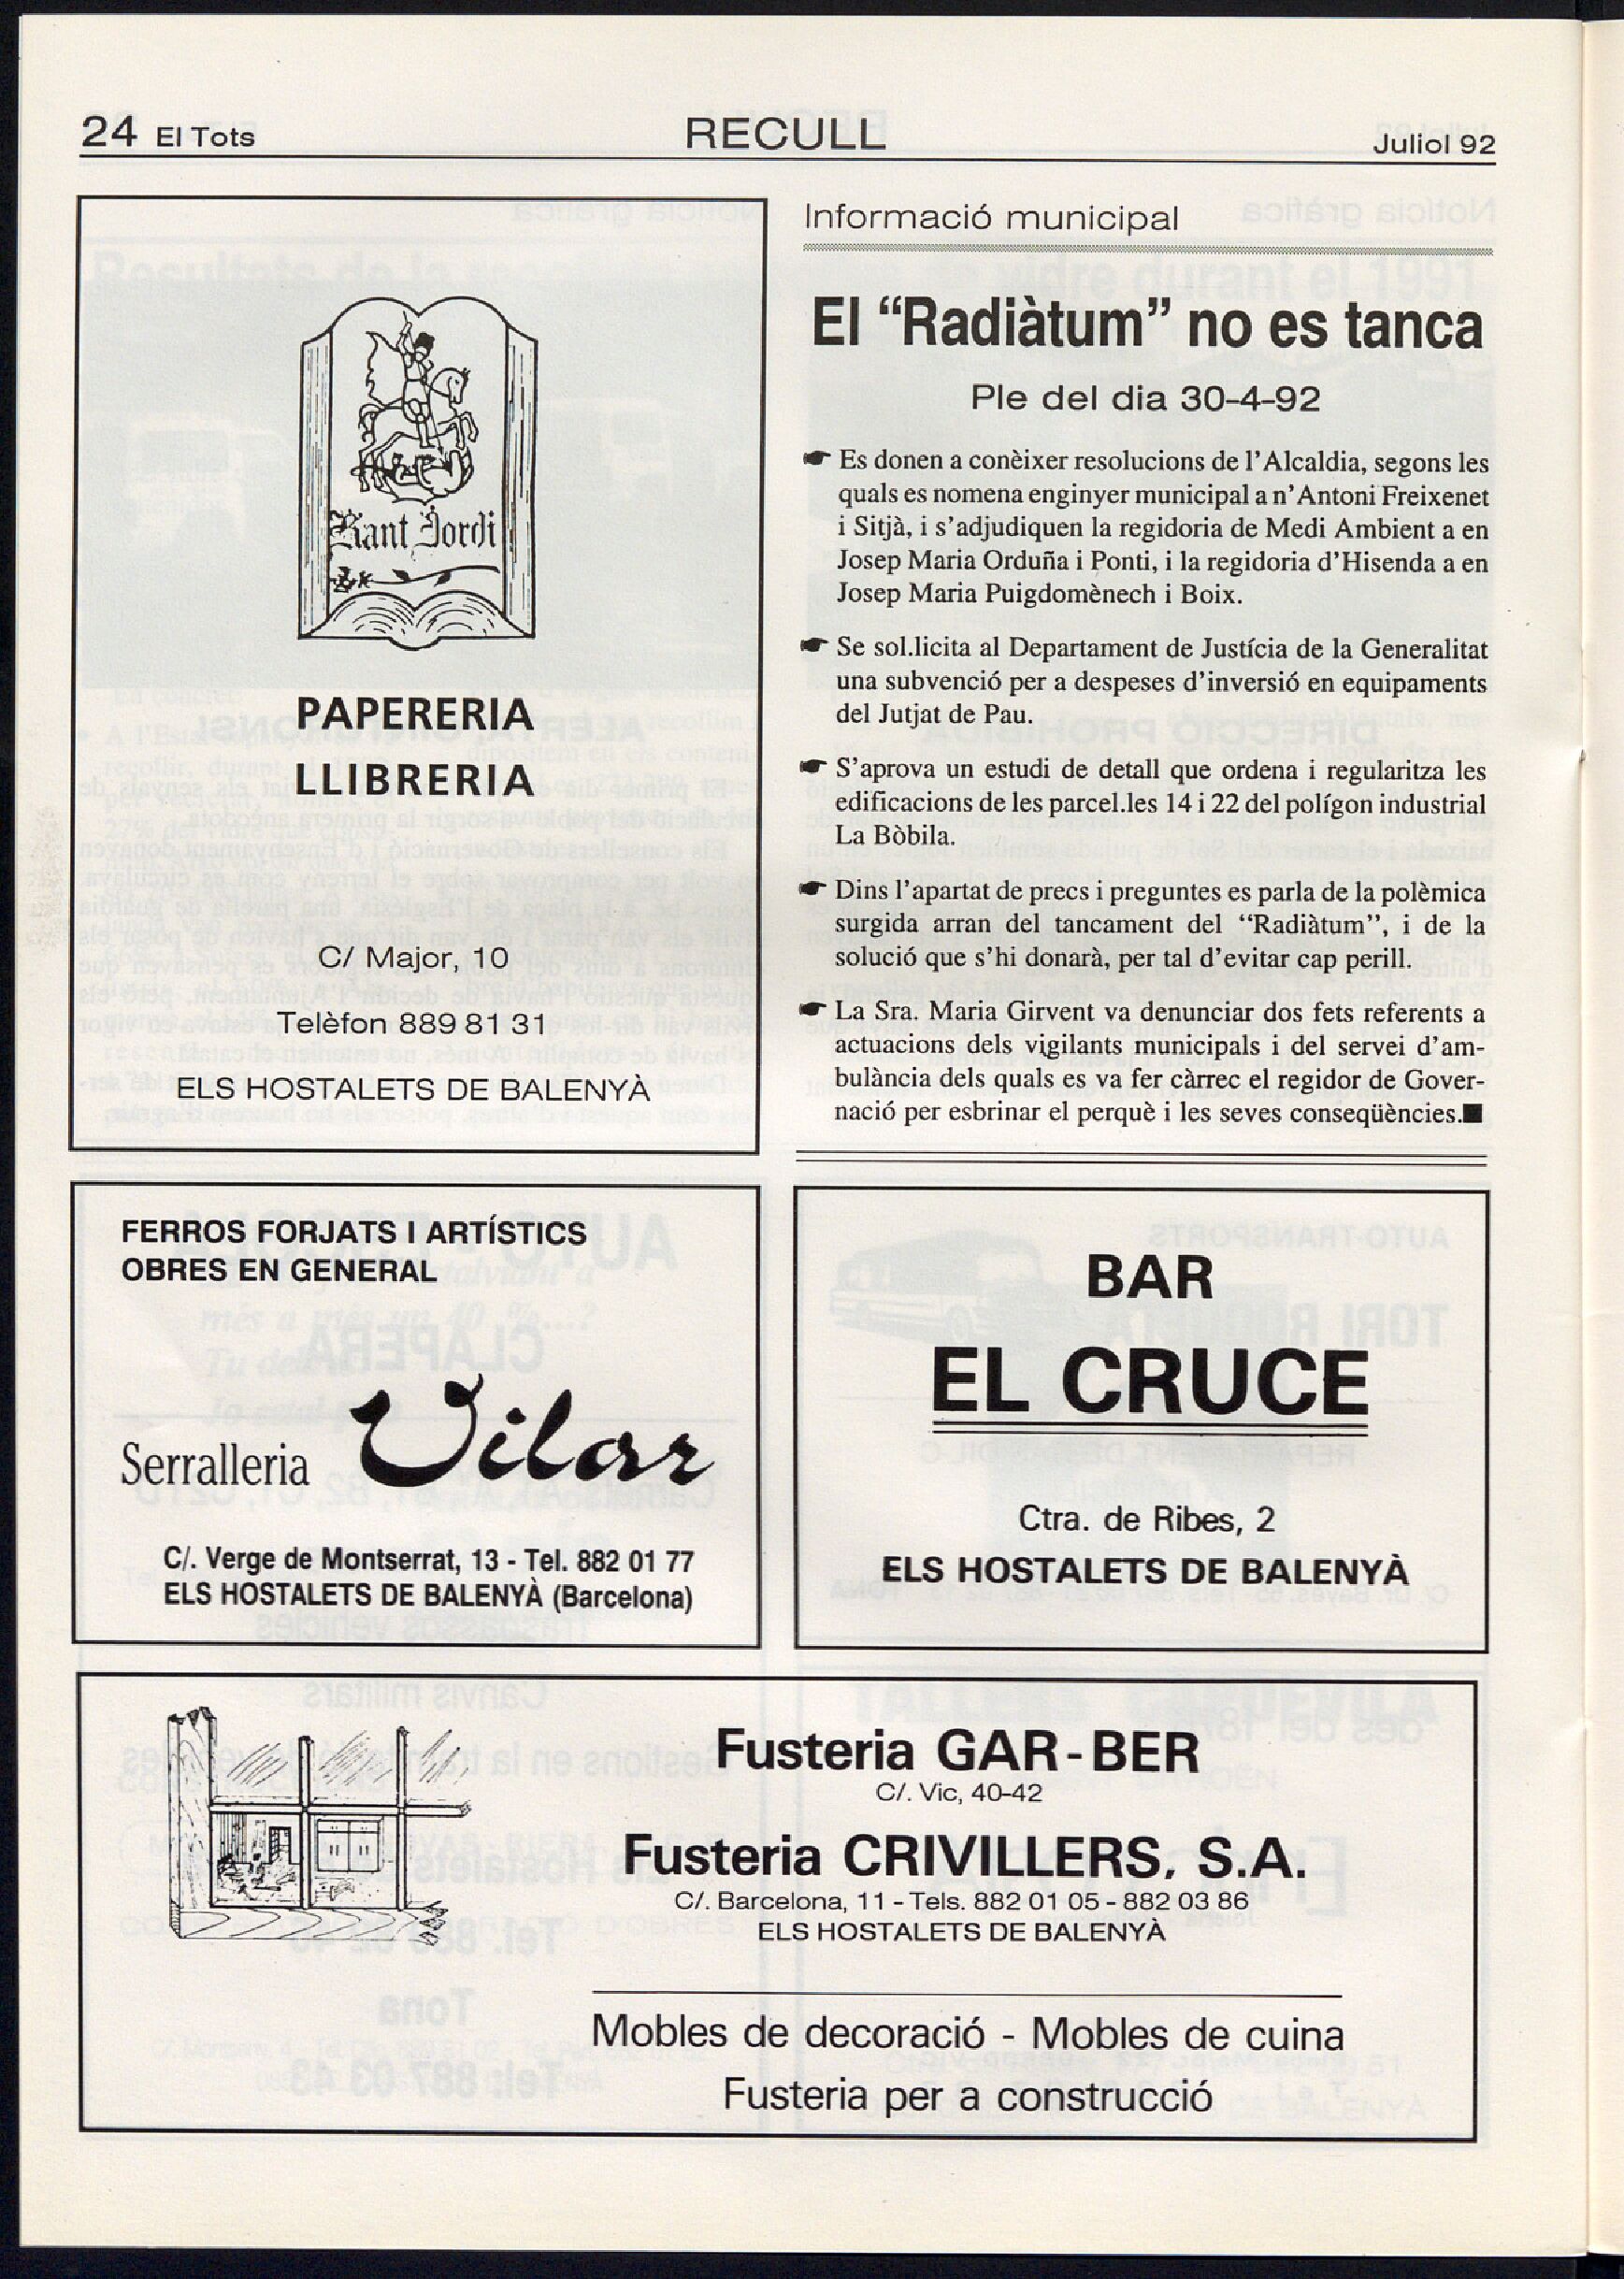 24 El Tots
RECULL
Juliol 92
Sant Jordi
PAPERERIA
LLIBRERIA
C/ Major, 10
Telèfon 889 81 31
ELS HOSTALETS DE BALENYÀ
Informació municipal
El “Radiàtum” no es tanca
Ple del dia 30-4-92
☛ Es donen a conèixer resolucions de l’Alcaldia, segons les
quals es nomena enginyer municipal a n’Antoni Freixenet
i Sitjà, i s’adjudiquen la regidoria de Medi Ambient a en
Josep Maria Orduña i Ponti, i la regidoria d’Hisenda a en
Josep Maria Puigdomènech i Boix.
☛ Se sol.licita al Departament de Justícia de la Generalitat
una subvenció per a despeses d’inversió en equipaments
del Jutjat de Pau.
☛ S’aprova un estudi de detall que ordena i regularitza les
edificacions de les parcel.les 14 i 22 del polígon industrial
La Bòbila.
☛ Dins l’apartat de precs i preguntes es parla de la polèmica
surgida arran del tancament del “Radiàtum”, i de la
solució que s’hi donarà, per tal d’evitar cap perill.
☛ La Sra. Maria Girvent va denunciar dos fets referents a
actuacions dels vigilants municipals i del servei d’am-
bulància dels quals es va fer càrrec el regidor de Gover-
nació per esbrinar el perquè i les seves conseqüències.■
FERROS FORJATS I ARTÍSTICS
OBRES EN GENERAL
Serralleria Vilar
C/. Verge de Montserrat, 13 - Tel. 882 01 77
ELS HOSTALETS DE BALENYÀ (Barcelona)
BAR
EL CRUCE
Ctra. de Ribes, 2
ELS HOSTALETS DE BALENYÀ
Fusteria GAR-BER
C/. Vic, 40-42
Fusteria CRIVILLERS, S.A.
C/. Barcelona, 11 - Tels. 882 01 05 - 882 03 86
ELS HOSTALETS DE BALENYÀ
Mobles de decoració - Mobles de cuina
Fusteria per a construcció